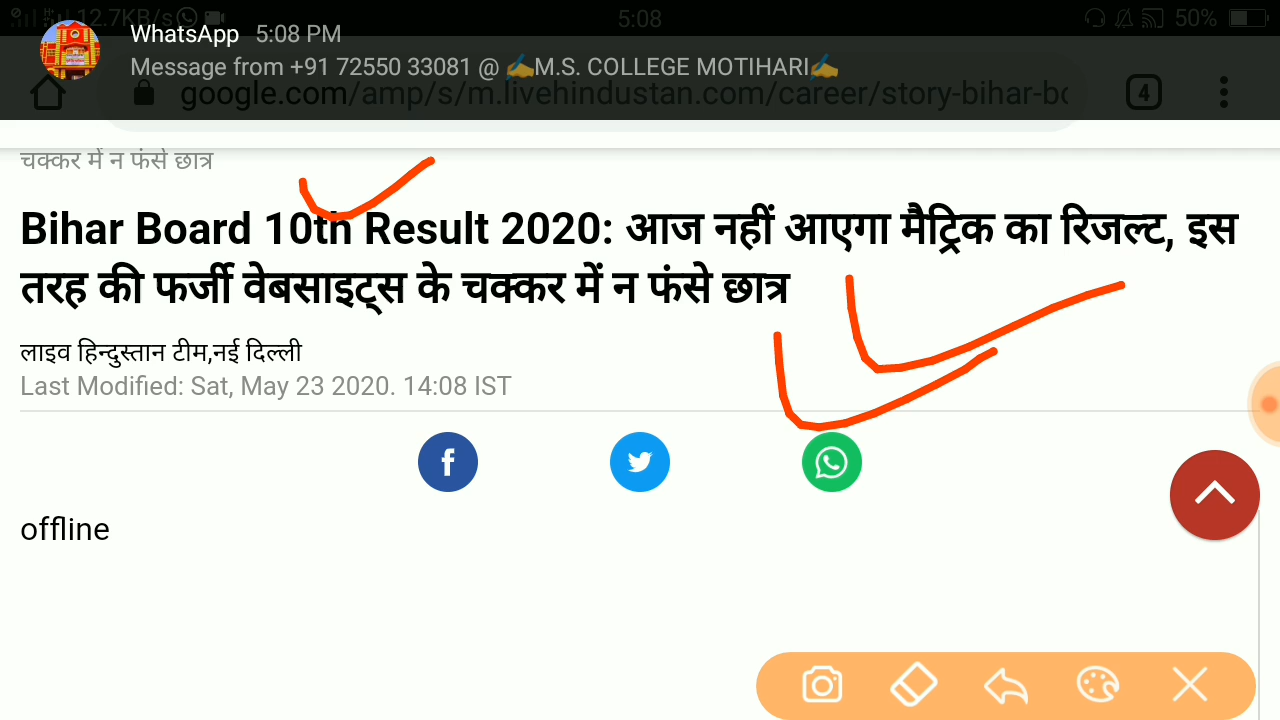 12.7KB/s 5:08 50%
WhatsApp 5:08 PM
Message from +91 72550 33081 @ ✍️M.S. COLLEGE MOTIHARI✍️
google.com/amp/s/m.livehindustan.com/career/story-bihar-bo
4
चक्कर में न फंसे छात्र
Bihar Board 10th Result 2020: आज नहीं आएगा मैट्रिक का रिजल्ट, इस
तरह की फर्जी वेबसाइट्स के चक्कर में न फंसे छात्र
लाइव हिन्दुस्तान टीम,नई दिल्ली
Last Modified: Sat, May 23 2020. 14:08 IST
offline